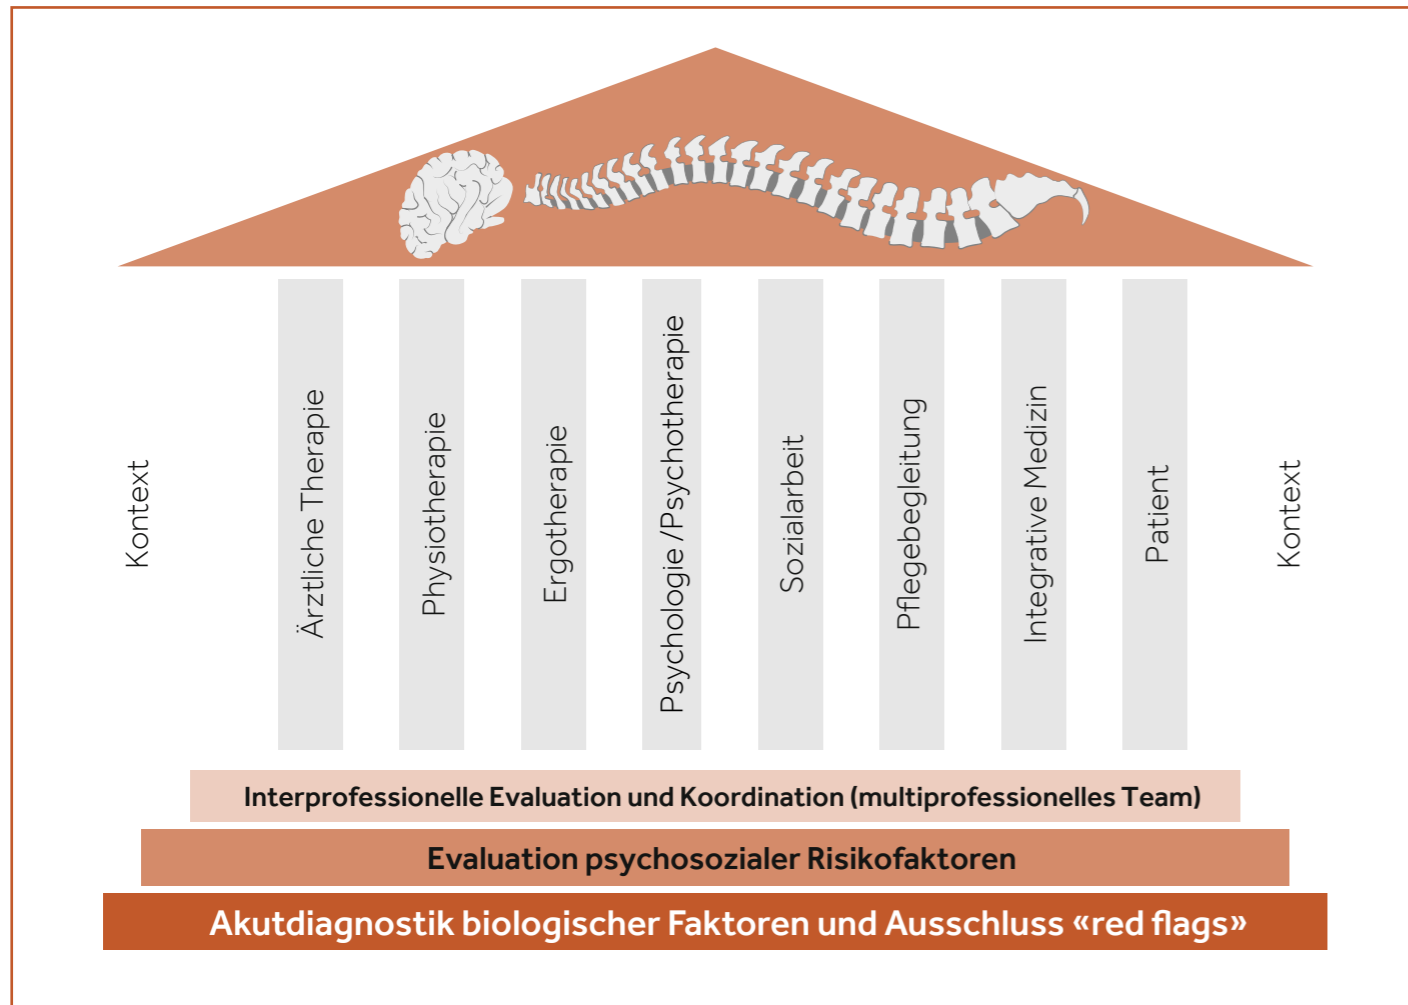 Kontext
Ärztliche Therapie
Physiotherapie
Ergotherapie
Psychologie /Psychotherapie
Sozialarbeit
Pflegebegleitung
Integrative Medizin
Patient
Kontext
Interprofessionelle Evaluation und Koordination (multiprofessionelles Team)
Evaluation psychosozialer Risikofaktoren
Akutdiagnostik biologischer Faktoren und Ausschluss «red flags»